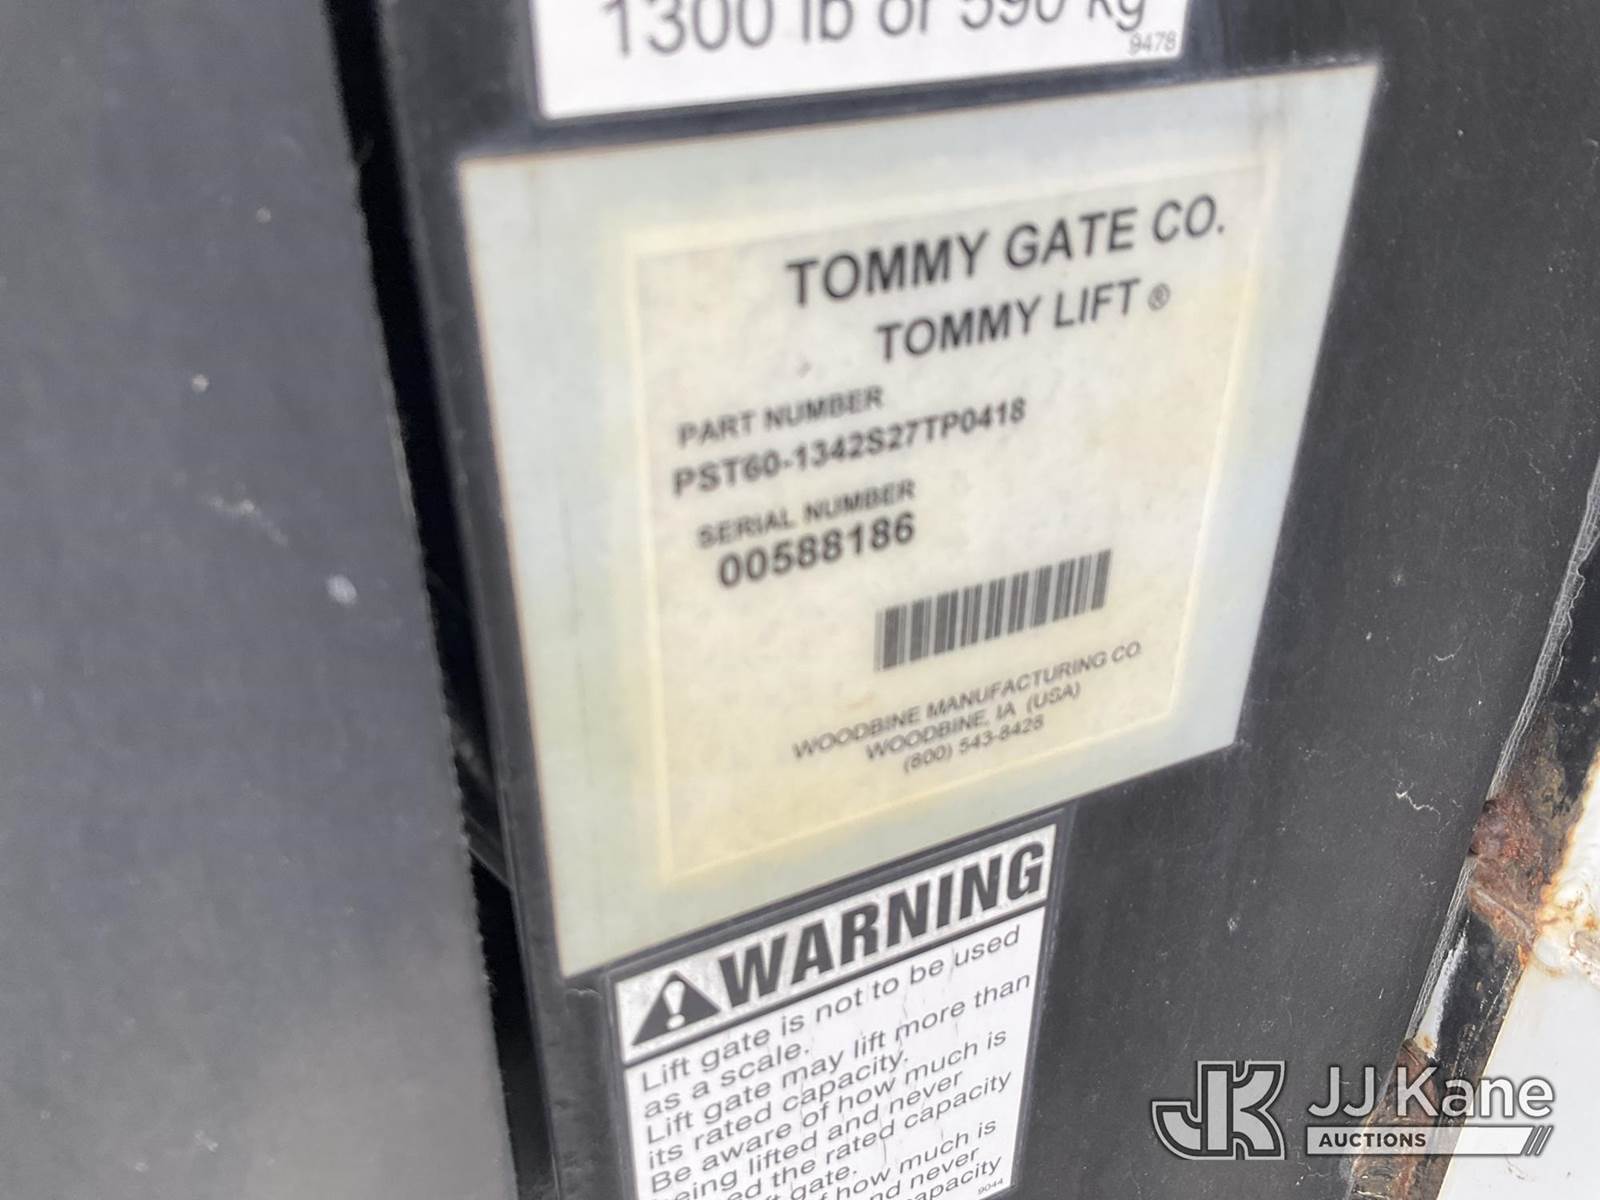 1300 lb or 590 kg
9478
TOMMY GATE CO.
TOMMY LIFT ®
PART NUMBER
PST60-1342S27TP0418
SERIAL NUMBER
00588186
WOODBINE MANUFACTURING CO.
WOODBINE, IA (USA)
(800) 543-8428
WARNING
Lift gate is not to be used
as a scale.
Lift gate may lift more than
its rated capacity.
Be aware of how much is
being lifted and never
the rated capacity
gate.
how much is
never
9044
JK JJ Kane
AUCTIONS